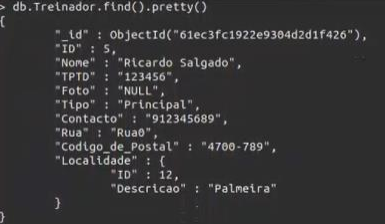 > db.Treinador.find().pretty()
{
"_id" : ObjectId("61ec3fc1922e9304d2d1f426"),
"ID" : 5,
"Nome" : "Ricardo Salgado",
"TPTD" : "123456",
"Foto" : "NULL",
"Tipo" : "Principal",
"Contacto" : "912345689",
"Rua" : "Rua0",
"Codigo_de_Postal" : "4700-789",
"Localidade" : {
"ID" : 12,
"Descricao" : "Palmeira"
}
}